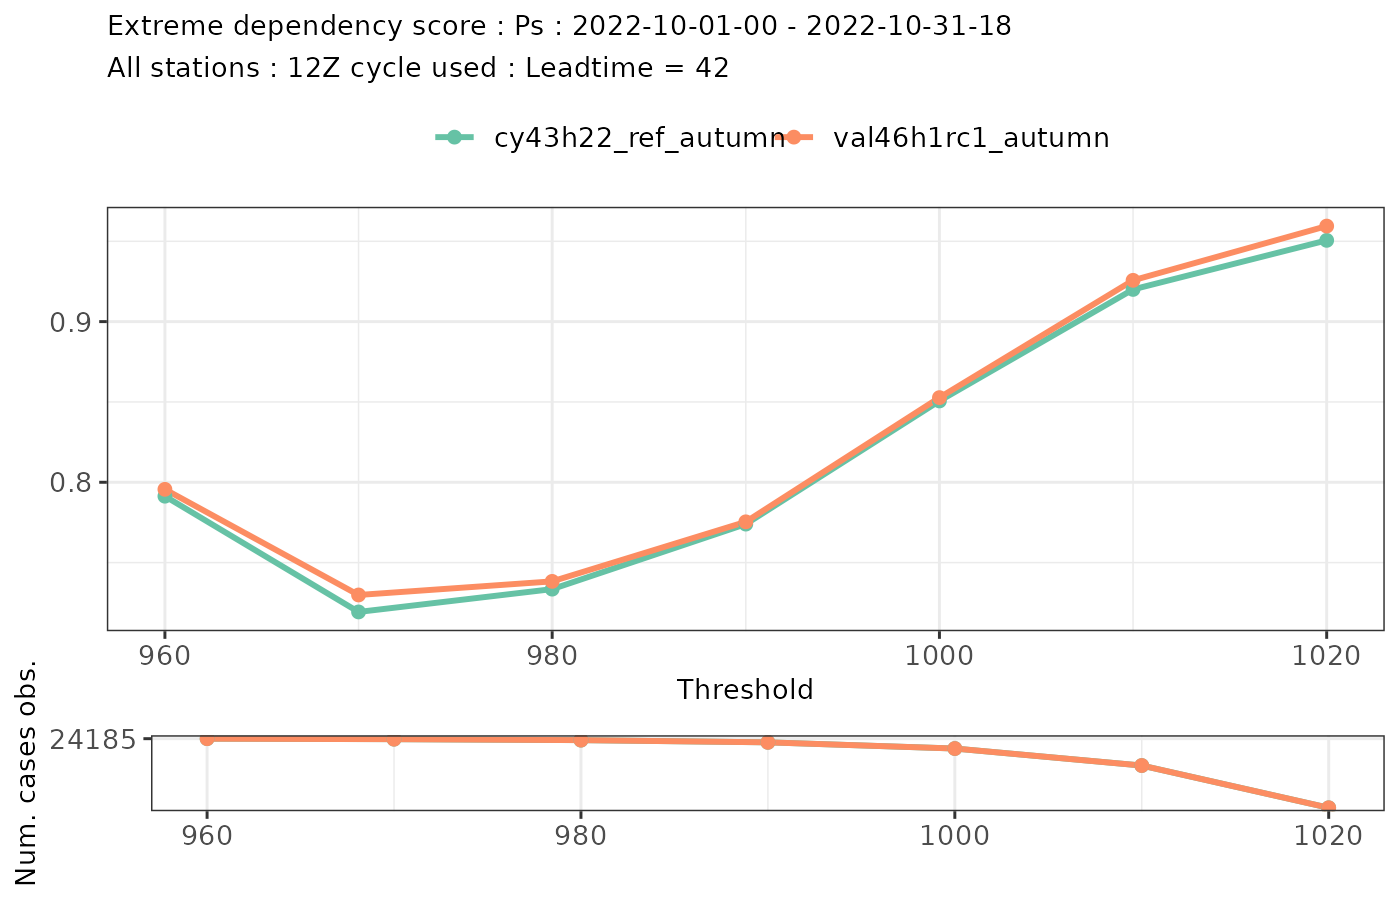 Extreme dependency score : Ps : 2022-10-01-00 - 2022-10-31-18
All stations : 12Z cycle used : Leadtime = 42
cy43h22_ref_autumn val46h1rc1_autumn
0.9
0.8
960 980 1000 1020
Threshold
Num. cases obs.
24185
960 980 1000 1020